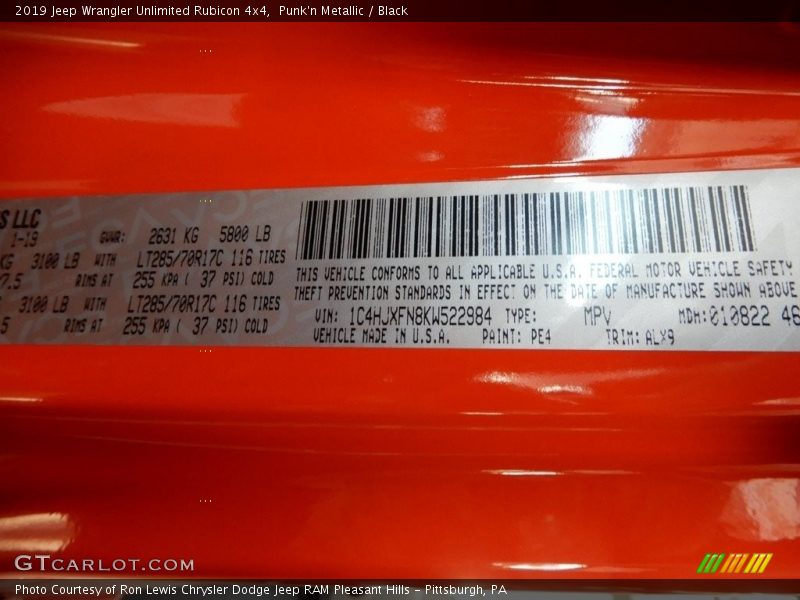 2019 Jeep Wrangler Unlimited Rubicon 4x4,  Punk'n Metallic / Black
S LLC
1-19 GVWR: 2631 KG 5800 LB
KG 3100 LB WITH LT285/70R17C 116 TIRES
7.5 RIMS AT 255 KPA ( 37 PSI) COLD
3100 LB WITH LT285/70R17C 116 TIRES
5 RIMS AT 255 KPA ( 37 PSI) COLD
THIS VEHICLE CONFORMS TO ALL APPLICABLE U.S.A. FEDERAL MOTOR VEHICLE SAFETY
THEFT PREVENTION STANDARDS IN EFFECT ON THE DATE OF MANUFACTURE SHOWN ABOVE
VIN: 1C4HJXFN8KW522984 TYPE: MPV MDH:010822 46
VEHICLE MADE IN U.S.A. PAINT: PE4 TRIM: ALX9
GTCARLOT.COM
Photo Courtesy of Ron Lewis Chrysler Dodge Jeep RAM Pleasant Hills - Pittsburgh, PA